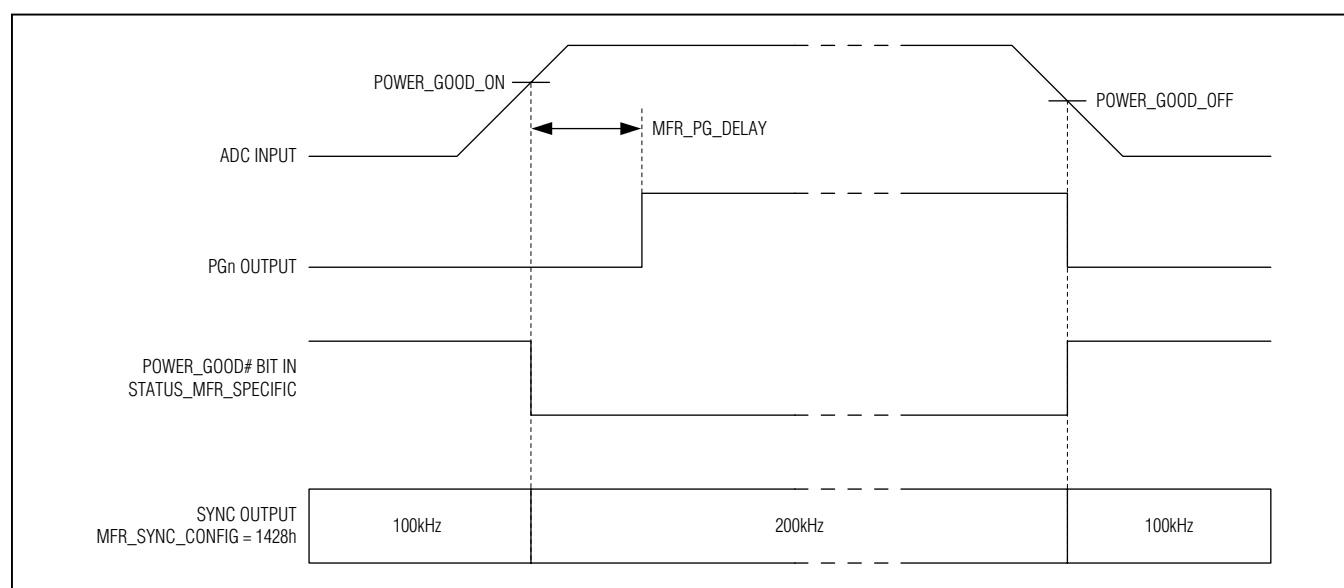 POWER_GOOD_ON
POWER_GOOD_OFF
MFR_PG_DELAY
ADC INPUT
PGn OUTPUT
POWER_GOOD# BIT IN
STATUS_MFR_SPECIFIC
SYNC OUTPUT
MFR_SYNC_CONFIG = 1428h
100kHz
200kHz
100kHz